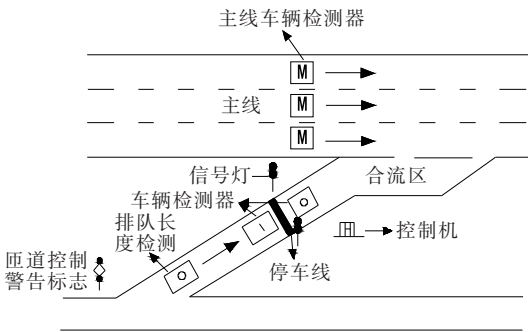 主线车辆检测器
M
主线
M
M
信号灯
合流区
车辆检测器
排队长
度检测
控制机
匝道控制
警告标志
停车线